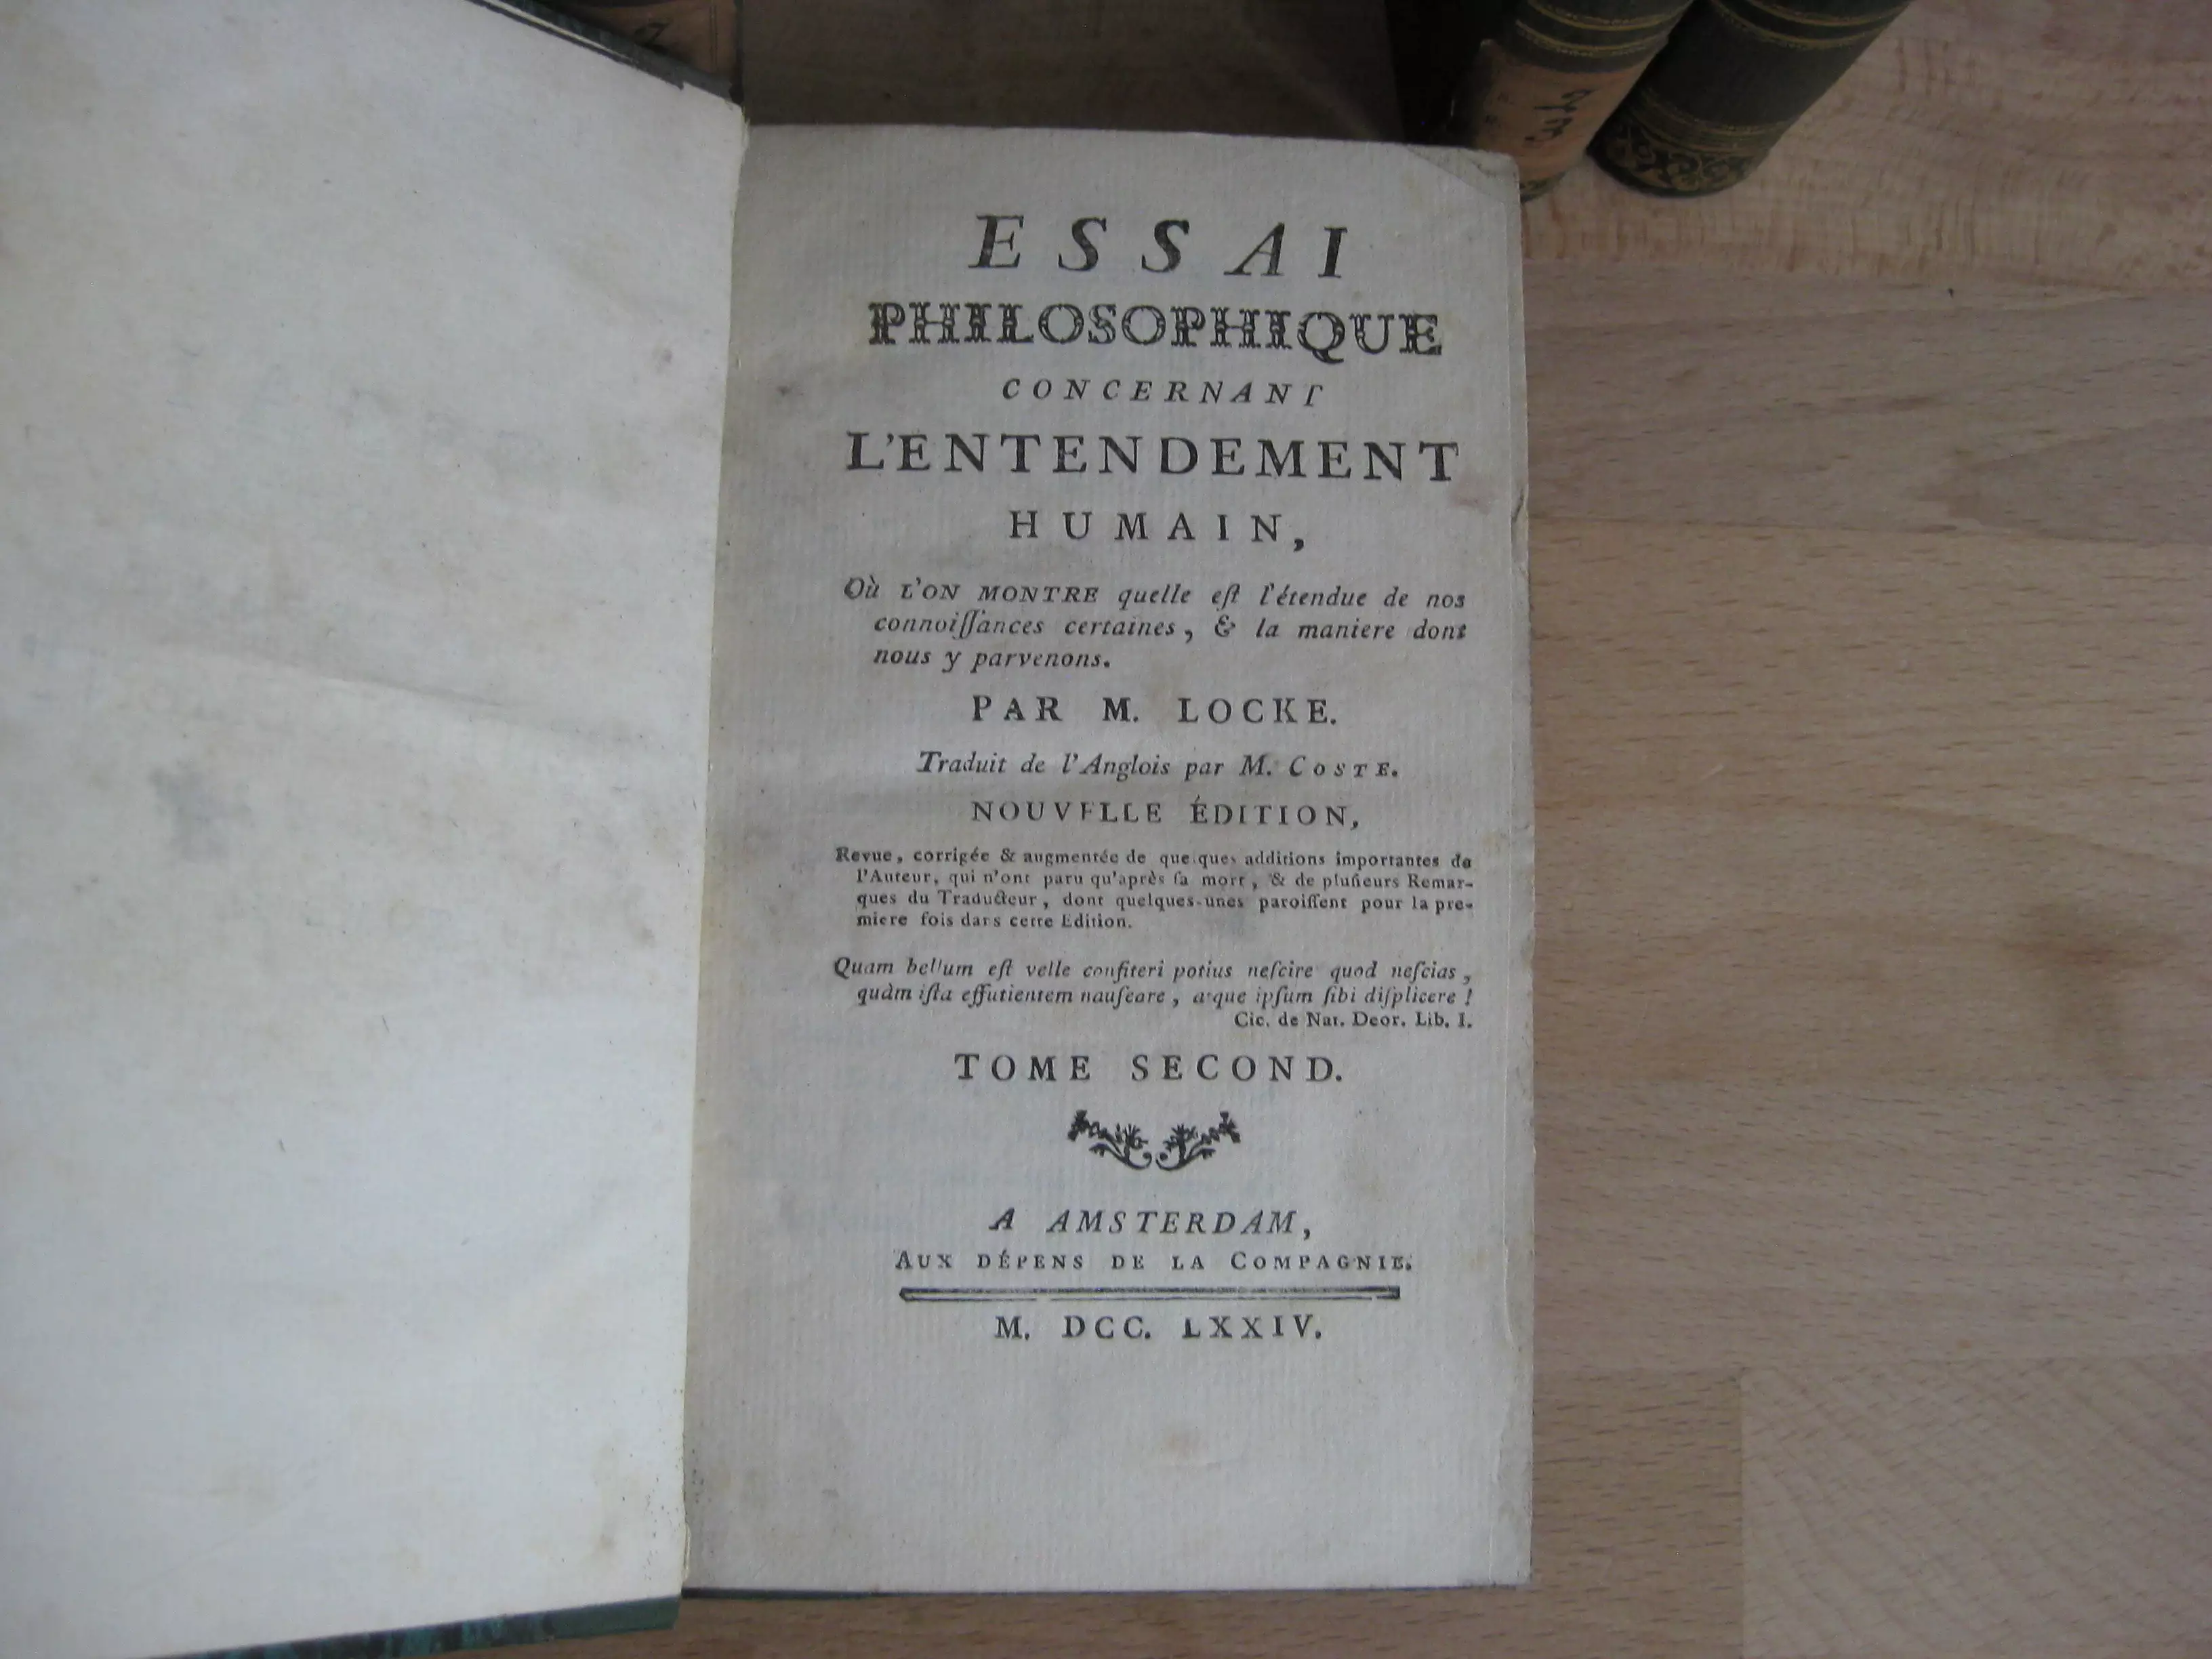 ESSAI
PHILOSOPHIQUE
CONCERNANT
L'ENTENDEMENT
HUMAIN,
Où L'ON MONTRE quelle eſt l'étendue de nos
connoiſſances certaines, & la maniere dont
nous y parvenons.
PAR M. LOCKE.
Traduit de l'Anglois par M. COSTE.
NOUVELLE ÉDITION,
Revue, corrigée & augmentée de quelques additions importantes de
l'Auteur, qui n'ont paru qu'après ſa mort, & de pluſieurs Remar-
ques du Traducteur, dont quelques-unes paroiſſent pour la pre-
miere fois dans cette Edition.
Quam bellum eſt velle confiteri potius neſcire quod neſcias,
quàm iſta effutientem nauſeare, atque ipſum ſibi diſplicere !
Cic. de Nat. Deor. Lib. I.
TOME SECOND.
A AMSTERDAM,
AUX DÉPENS DE LA COMPAGNIE.
M. DCC. LXXIV.